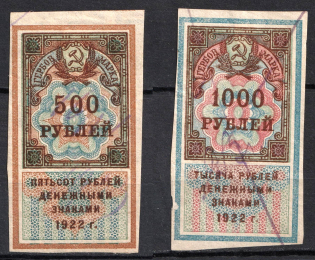 ГЕРБОВ. МАРКА
500
РУБЛЕЙ
ПЯТЬСОТ РУБЛЕЙ
ДЕНЕЖНЫМИ
ЗНАКАМИ
1922 г.
ГЕРБОВ. МАРКА
1000
РУБЛЕЙ
ТЫСЯЧА РУБЛЕЙ
ДЕНЕЖНЫМИ
ЗНАКАМИ
1922 г.